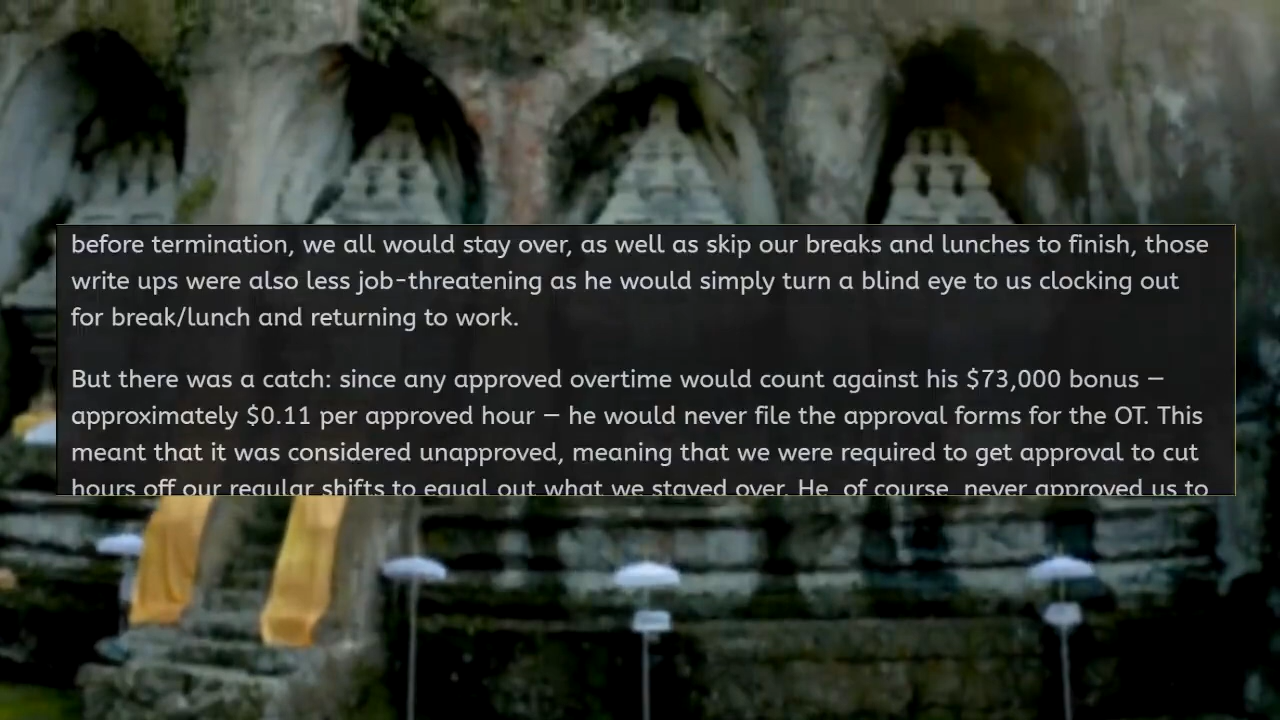 before termination, we all would stay over, as well as skip our breaks and lunches to finish, those
write ups were also less job-threatening as he would simply turn a blind eye to us clocking out
for break/lunch and returning to work.
But there was a catch: since any approved overtime would count against his $73,000 bonus —
approximately $0.11 per approved hour — he would never file the approval forms for the OT. This
meant that it was considered unapproved, meaning that we were required to get approval to cut
hours off our regular shifts to equal out what we stayed over. He, of course, never approved us to